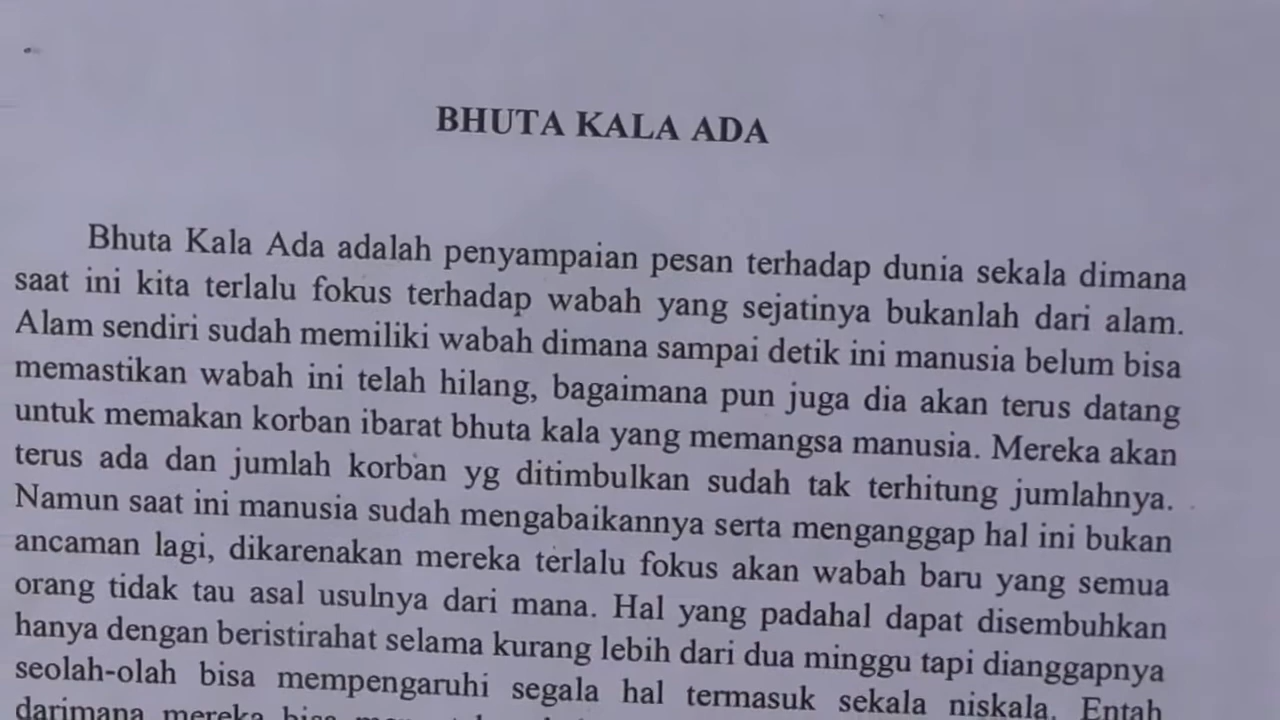 BHUTA KALA ADA
Bhuta Kala Ada adalah penyampaian pesan terhadap dunia sekala dimana
saat ini kita terlalu fokus terhadap wabah yang sejatinya bukanlah dari alam.
Alam sendiri sudah memiliki wabah dimana sampai detik ini manusia belum bisa
memastikan wabah ini telah hilang, bagaimana pun juga dia akan terus datang
untuk memakan korban ibarat bhuta kala yang memangsa manusia. Mereka akan
terus ada dan jumlah korban yg ditimbulkan sudah tak terhitung jumlahnya.
Namun saat ini manusia sudah mengabaikannya serta menganggap hal ini bukan
ancaman lagi, dikarenakan mereka terlalu fokus akan wabah baru yang semua
orang tidak tau asal usulnya dari mana. Hal yang padahal dapat disembuhkan
hanya dengan beristirahat selama kurang lebih dari dua minggu tapi dianggapnya
seolah-olah bisa mempengaruhi segala hal termasuk sekala niskala. Entah
darimana mereka bisa